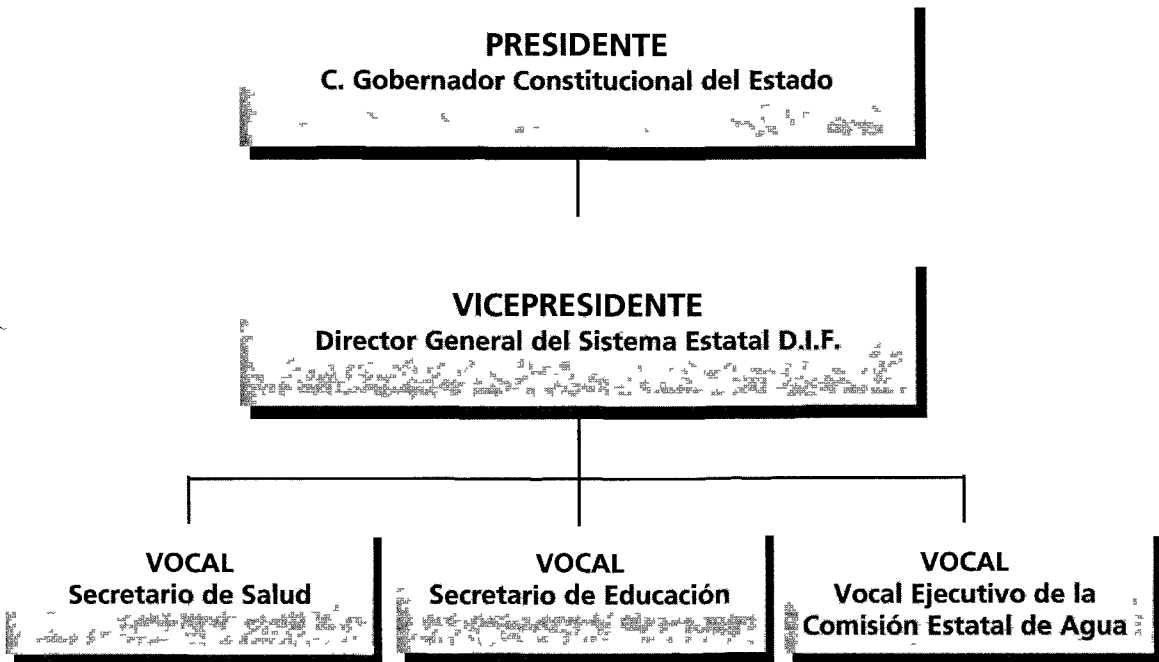 PRESIDENTE
C. Gobernador Constitucional del Estado
VICEPRESIDENTE
Director General del Sistema Estatal D.I.F.
VOCAL
Secretario de Salud
VOCAL
Secretario de Educación
VOCAL
Vocal Ejecutivo de la
Comisión Estatal de Agua